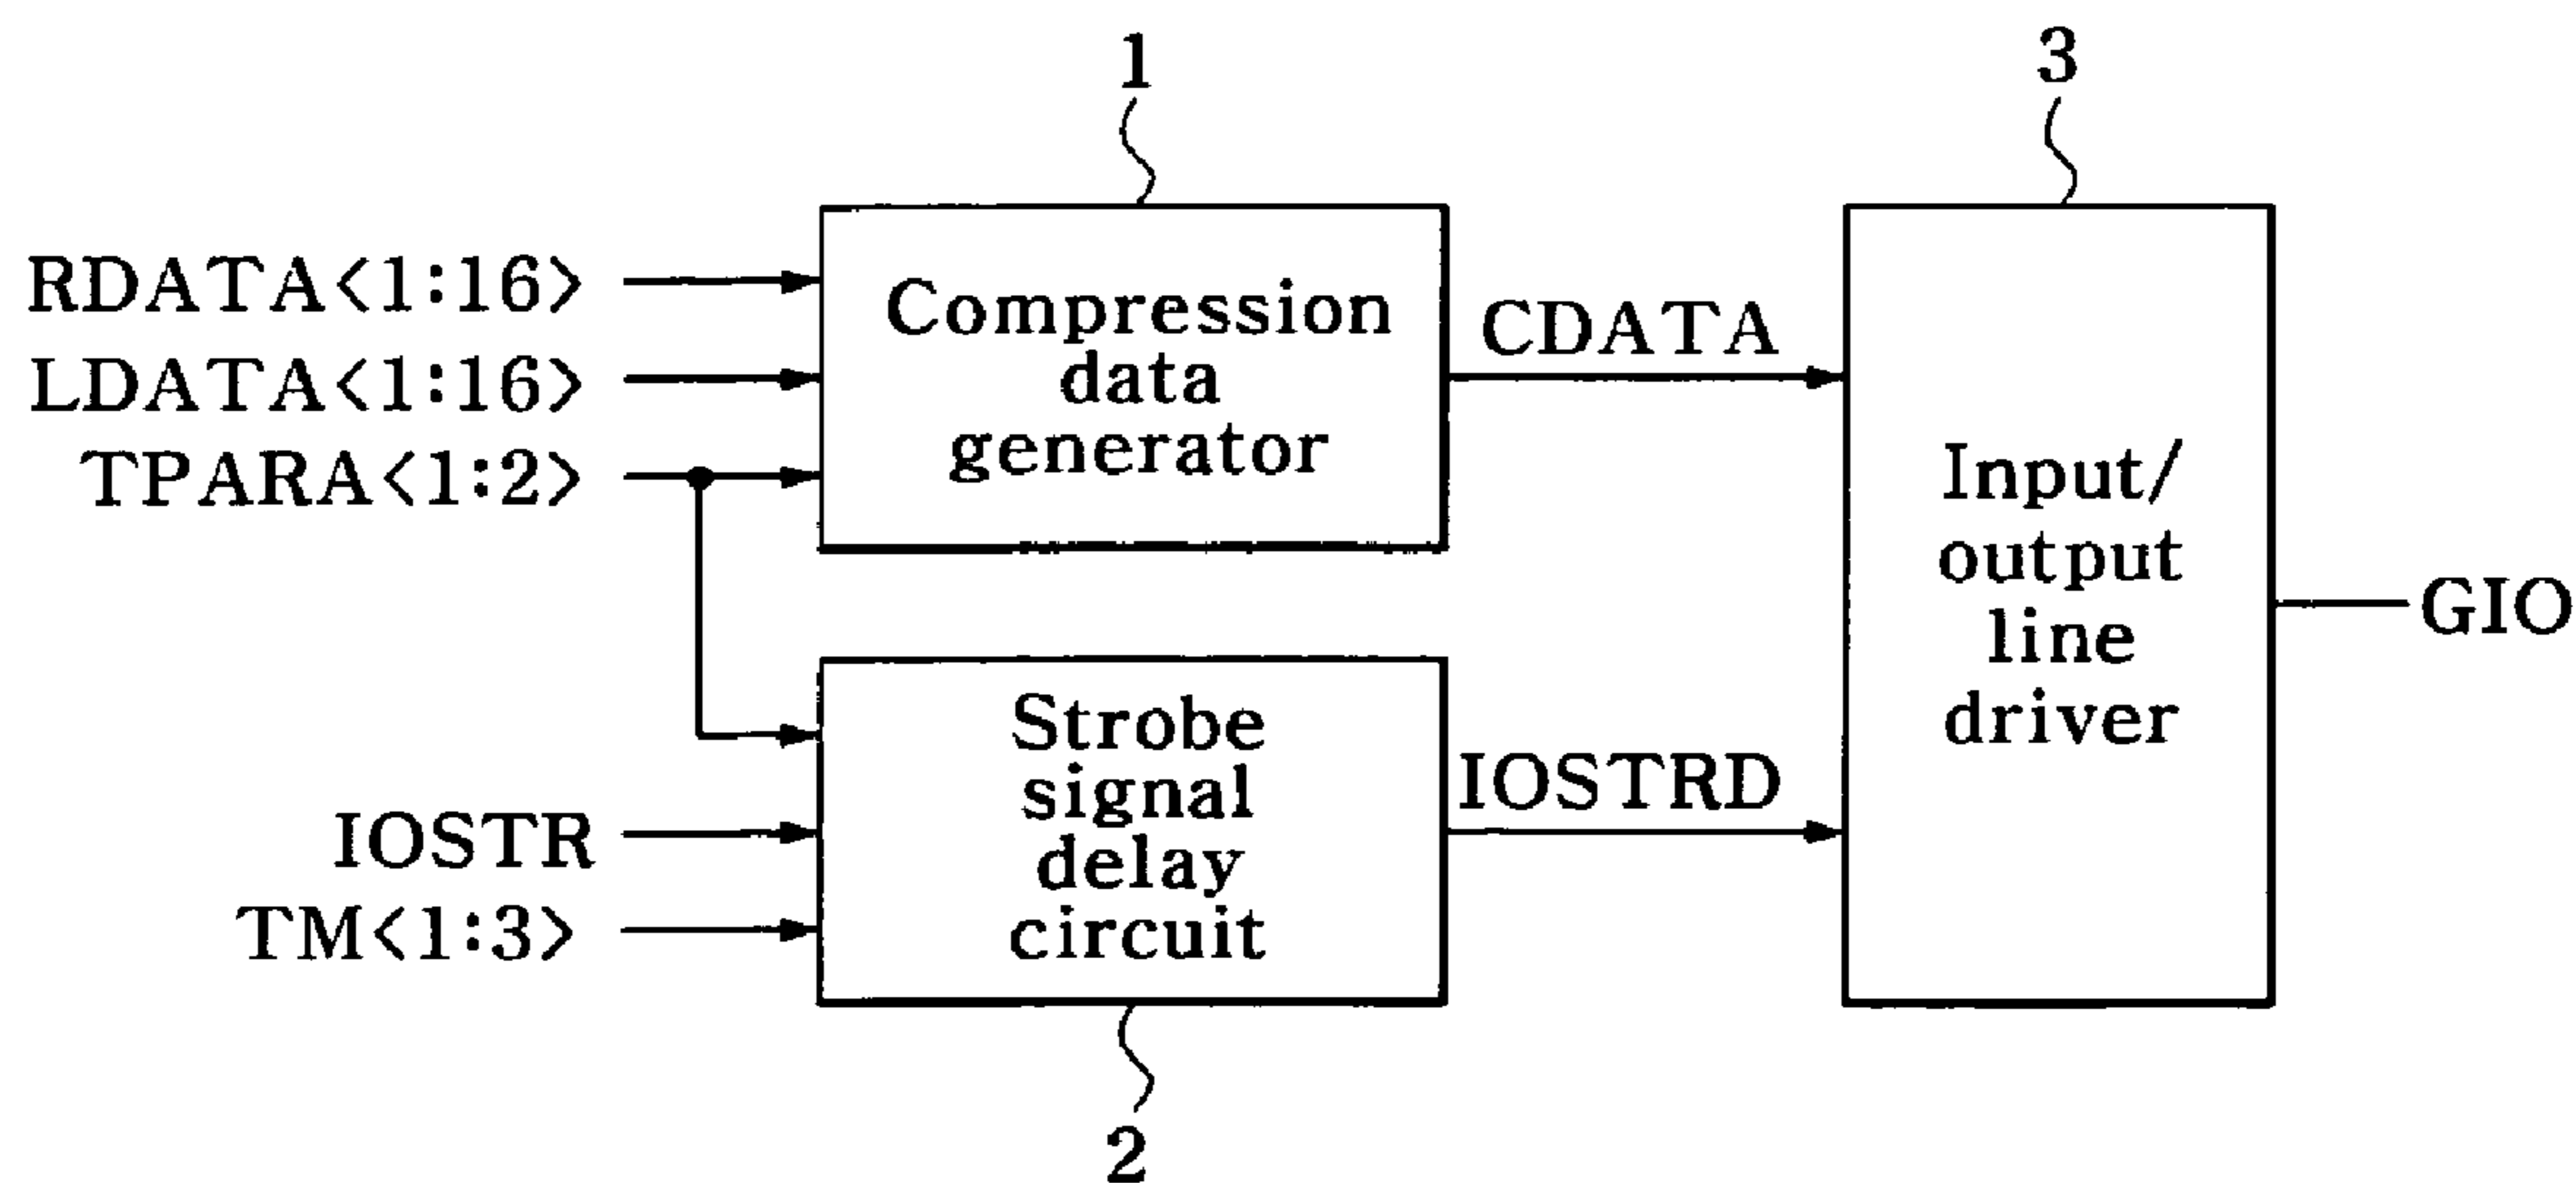 1
3
RDATA<1:16>
LDATA<1:16>
TPARA<1:2>
Compression
data
generator
CDATA
Input/
output
line
driver
GIO
IOSTR
TM<1:3>
Strobe
signal
delay
circuit
IOSTRD
2